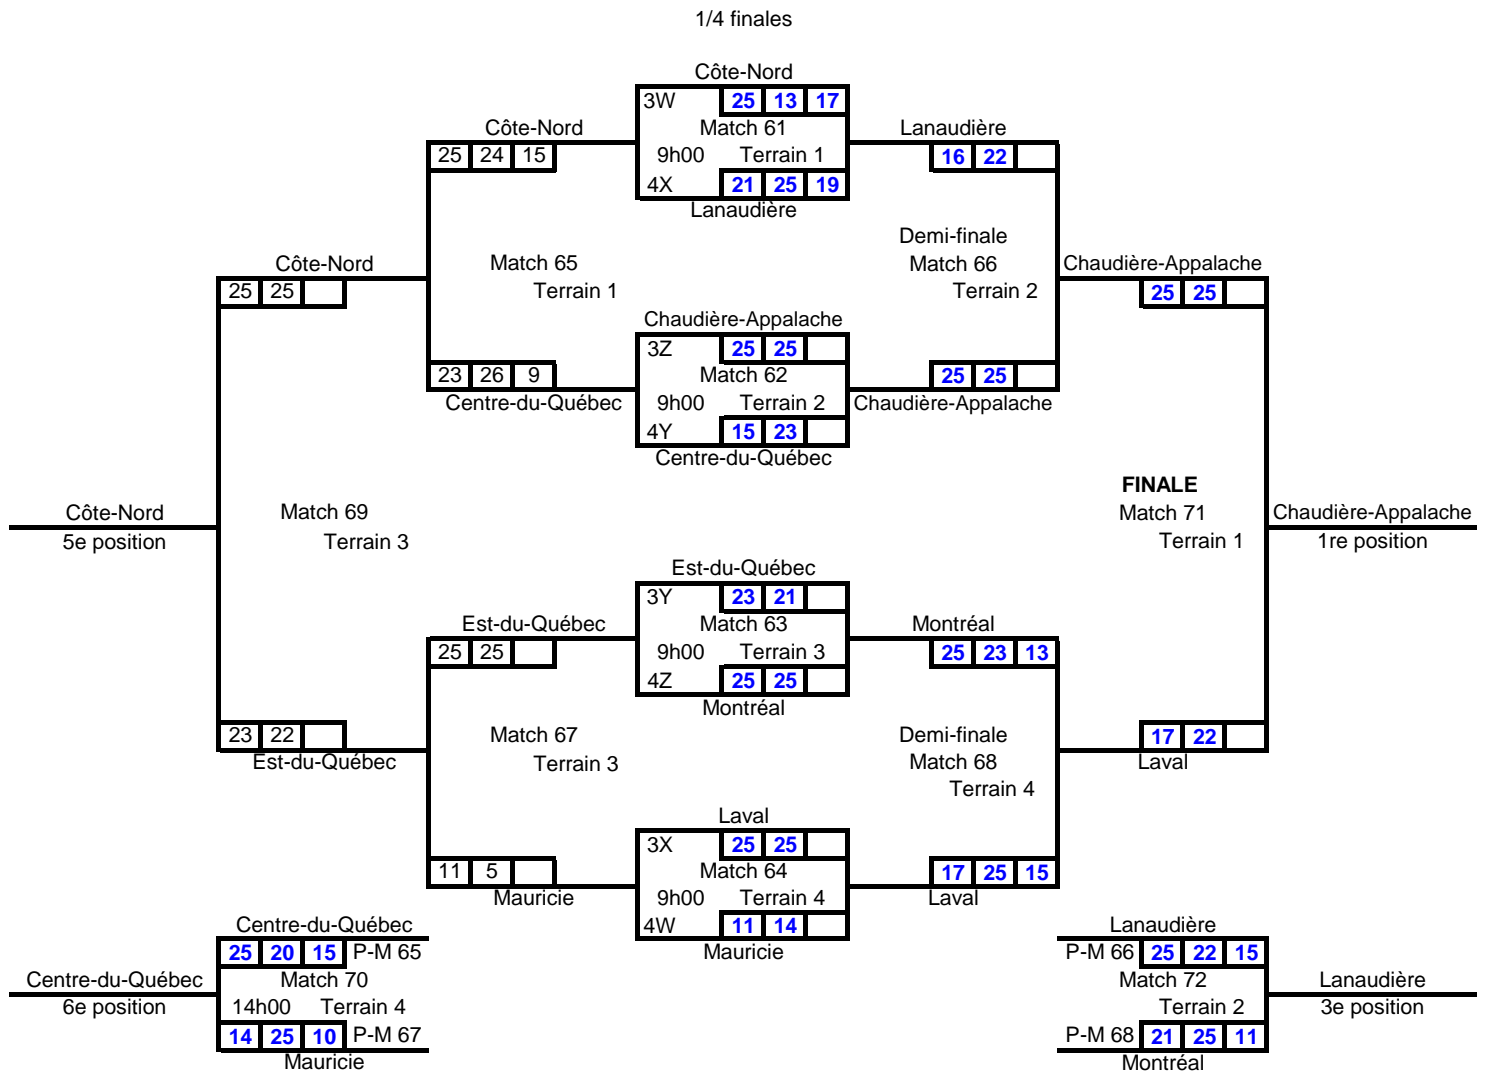 1/4 finales
Côte-Nord
3W 25 13 17
Côte-Nord Match 61 Lanaudière
25 24 15 9h00 Terrain 1 16 22
4X 21 25 19
Lanaudière
Demi-finale
Côte-Nord Match 65 Match 66 Chaudière-Appalache
25 25 Terrain 1 Terrain 2 25 25
Chaudière-Appalache
3Z 25 25
23 26 9 Match 62 25 25
Centre-du-Québec 9h00 Terrain 2 Chaudière-Appalache
4Y 15 23
Centre-du-Québec
FINALE
Côte-Nord Match 69 Match 71 Chaudière-Appalache
5e position Terrain 3 Terrain 1 1re position
Est-du-Québec
3Y 23 21
Est-du-Québec Match 63 Montréal
25 25 9h00 Terrain 3 25 23 13
4Z 25 25
Montréal
23 22 Match 67 Demi-finale 17 22
Est-du-Québec Terrain 3 Match 68 Laval
Terrain 4
Laval
3X 25 25
11 5 Match 64 17 25 15
Mauricie 9h00 Terrain 4 Laval
Centre-du-Québec 4W 11 14 Lanaudière
25 20 15 P-M 65 Mauricie P-M 66 25 22 15
Centre-du-Québec Match 70 Match 72 Lanaudière
6e position 14h00 Terrain 4 Terrain 2 3e position
14 25 10 P-M 67 P-M 68 21 25 11
Mauricie Montréal